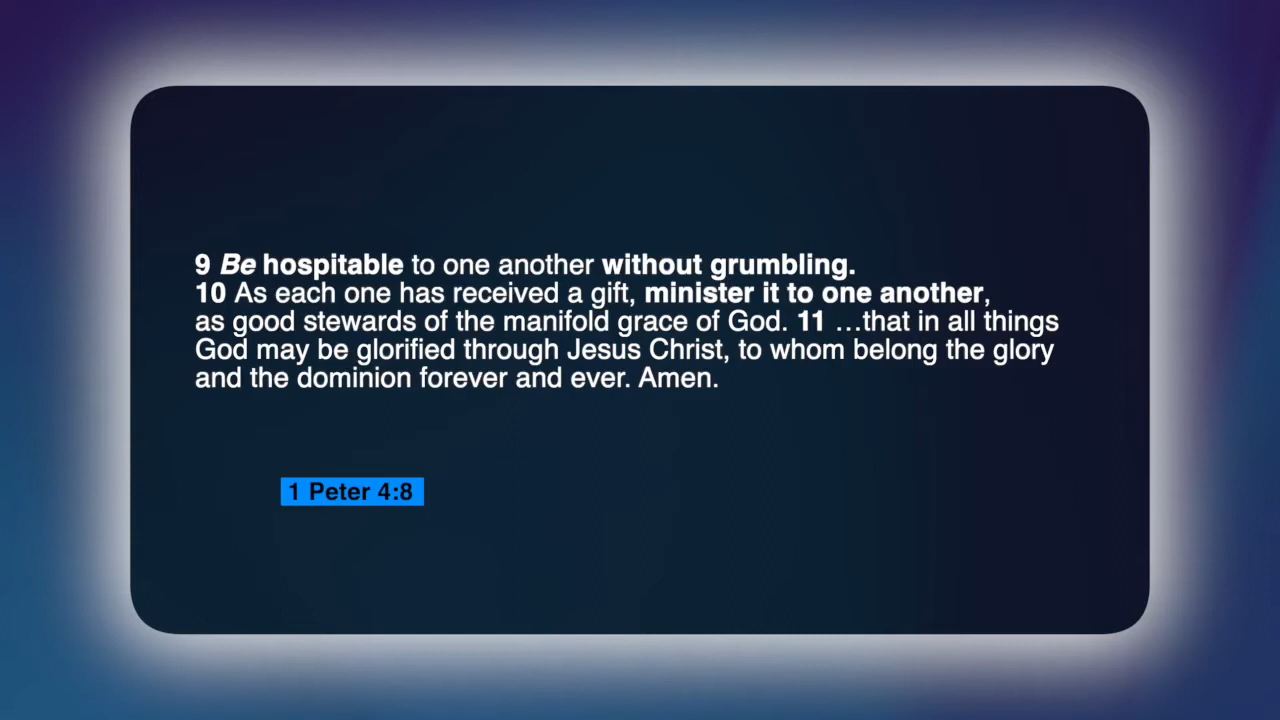 9 Be hospitable to one another without grumbling.
10 As each one has received a gift, minister it to one another,
as good stewards of the manifold grace of God. 11 …that in all things
God may be glorified through Jesus Christ, to whom belong the glory
and the dominion forever and ever. Amen.
1 Peter 4:8